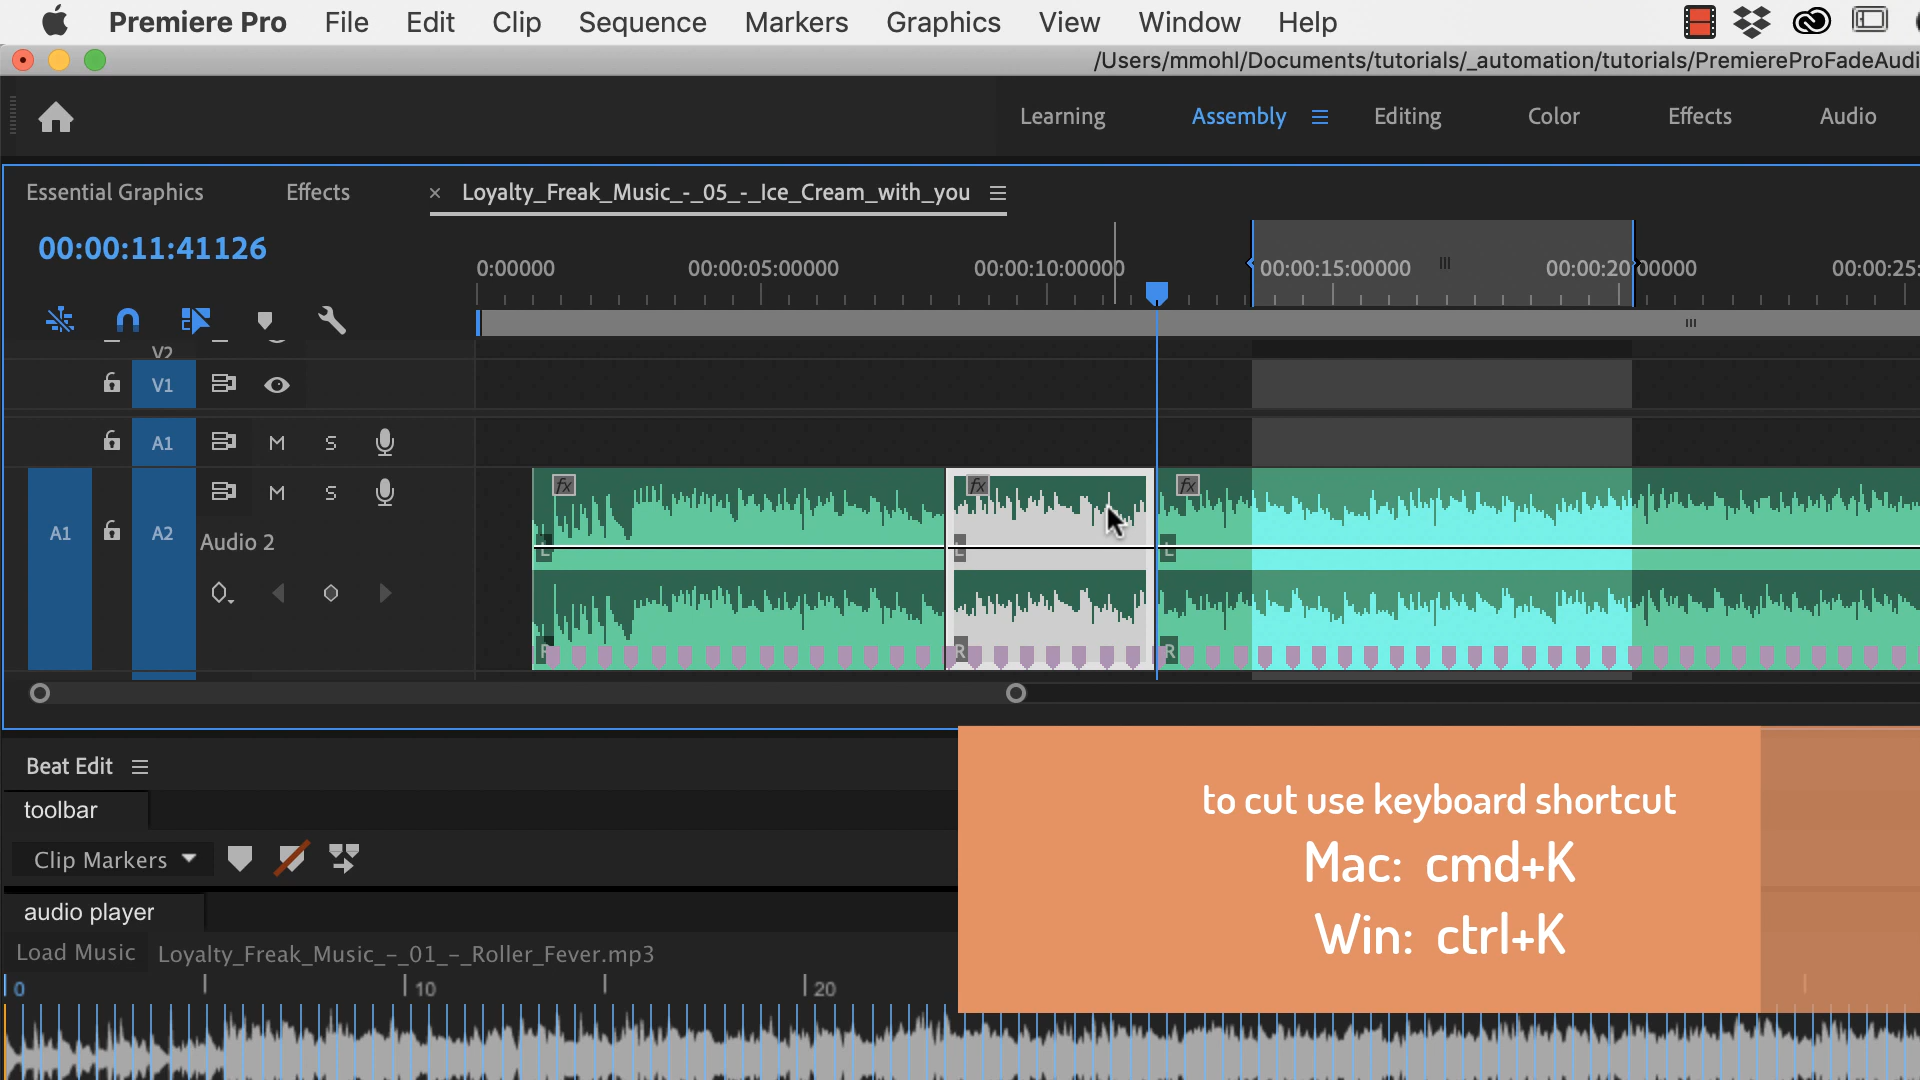 Premiere Pro File Edit Clip Sequence Markers Graphics View Window Help
/Users/mmohl/Documents/tutorials/_automation/tutorials/PremiereProFadeAudi
Learning Assembly Editing Color Effects Audio
Essential Graphics Effects × Loyalty_Freak_Music_-_05_-_Ice_Cream_with_you
00:00:11:41126
0:00000 00:00:05:00000 00:00:10:00000 00:00:15:00000 00:00:20:00000 00:00:25:
V2
V1
A1 M S
fx fx fx
M S
A1 A2
Audio 2
L L L
R R R
Beat Edit
toolbar
Clip Markers
audio player
Load Music Loyalty_Freak_Music_-_01_-_Roller_Fever.mp3
0 10 20
to cut use keyboard shortcut
Mac: cmd+K
Win: ctrl+K